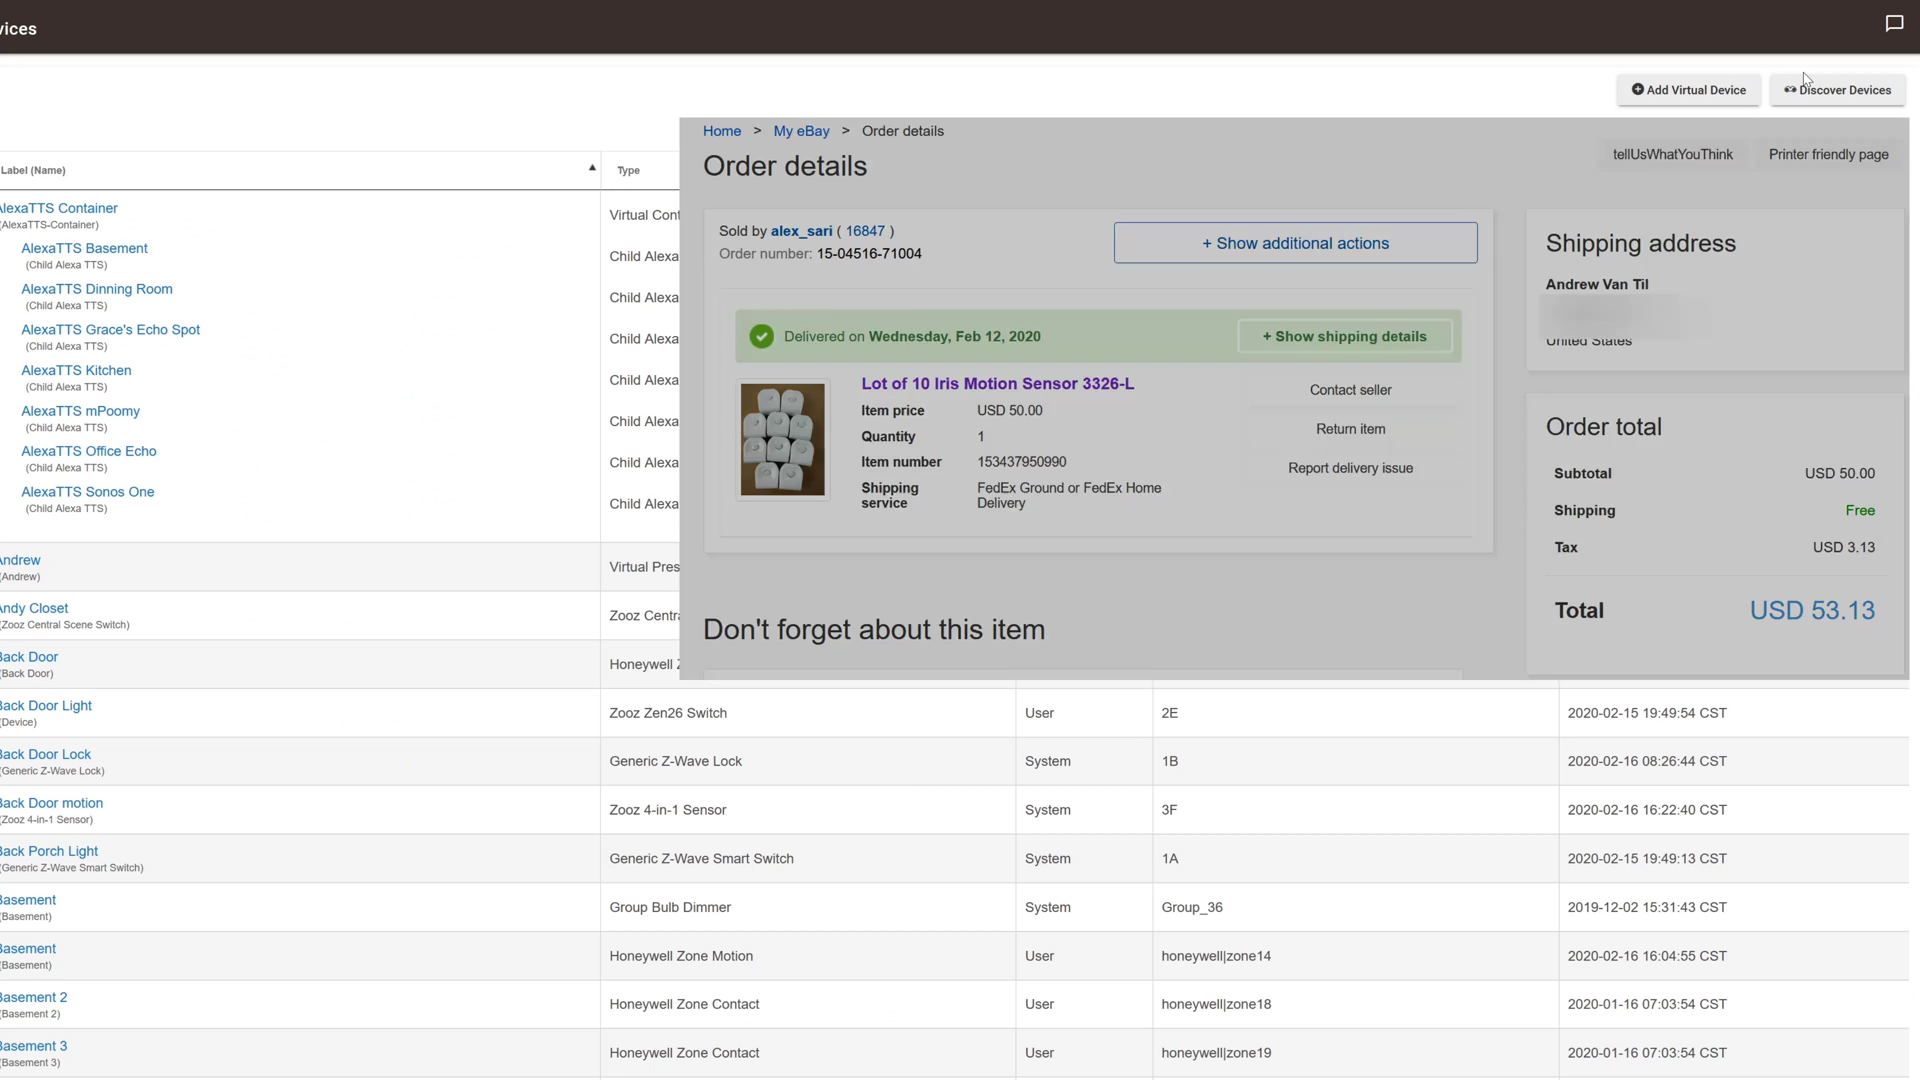 vices
Add Virtual Device
Discover Devices
Label (Name)
Type
AlexaTTS Container
(AlexaTTS-Container)
Virtual Cont
AlexaTTS Basement
(Child Alexa TTS)
Child Alexa
AlexaTTS Dinning Room
(Child Alexa TTS)
Child Alexa
AlexaTTS Grace's Echo Spot
(Child Alexa TTS)
Child Alexa
AlexaTTS Kitchen
(Child Alexa TTS)
Child Alexa
AlexaTTS mPoomy
(Child Alexa TTS)
Child Alexa
AlexaTTS Office Echo
(Child Alexa TTS)
Child Alexa
AlexaTTS Sonos One
(Child Alexa TTS)
Child Alexa
Andrew
(Andrew)
Virtual Pres
Andy Closet
(Zooz Central Scene Switch)
Zooz Centra
Back Door
(Back Door)
Honeywell Z
Home > My eBay > Order details
Order details
tellUsWhatYouThink
Printer friendly page
Sold by alex_sari ( 16847 )
Order number: 15-04516-71004
+ Show additional actions
Delivered on Wednesday, Feb 12, 2020
+ Show shipping details
Lot of 10 Iris Motion Sensor 3326-L
Item price USD 50.00
Quantity 1
Item number 153437950990
Shipping service FedEx Ground or FedEx Home
Delivery
Contact seller
Return item
Report delivery issue
Don't forget about this item
Shipping address
Andrew Van Til
United States
Order total
Subtotal USD 50.00
Shipping Free
Tax USD 3.13
Total USD 53.13
Back Door Light
(Device)
Zooz Zen26 Switch User 2E 2020-02-15 19:49:54 CST
Back Door Lock
(Generic Z-Wave Lock)
Generic Z-Wave Lock System 1B 2020-02-16 08:26:44 CST
Back Door motion
(Zooz 4-in-1 Sensor)
Zooz 4-in-1 Sensor System 3F 2020-02-16 16:22:40 CST
Back Porch Light
(Generic Z-Wave Smart Switch)
Generic Z-Wave Smart Switch System 1A 2020-02-15 19:49:13 CST
Basement
(Basement)
Group Bulb Dimmer System Group_36 2019-12-02 15:31:43 CST
Basement
(Basement)
Honeywell Zone Motion User honeywell|zone14 2020-02-16 16:04:55 CST
Basement 2
(Basement 2)
Honeywell Zone Contact User honeywell|zone18 2020-01-16 07:03:54 CST
Basement 3
(Basement 3)
Honeywell Zone Contact User honeywell|zone19 2020-01-16 07:03:54 CST